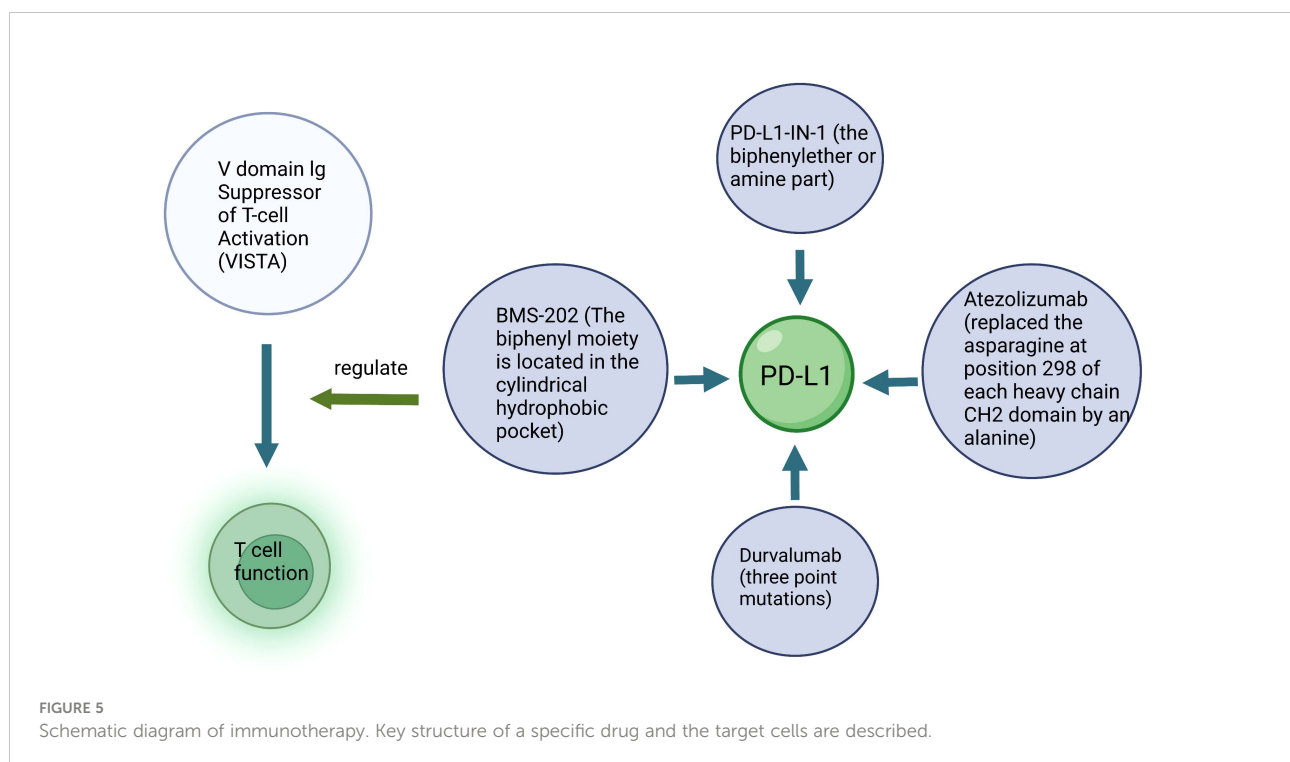 V domain Ig
Suppressor
of T-cell
Activation
(VISTA)
regulate
T cell
function
BMS-202 (The
biphenyl moiety
is located in the
cylindrical
hydrophobic
pocket)
PD-L1-IN-1 (the
biphenylether or
amine part)
PD-L1
Atezolizumab
(replaced the
asparagine at
position 298 of
each heavy chain
CH2 domain by an
alanine)
Durvalumab
(three point
mutations)
FIGURE 5
Schematic diagram of immunotherapy. Key structure of a specific drug and the target cells are described.